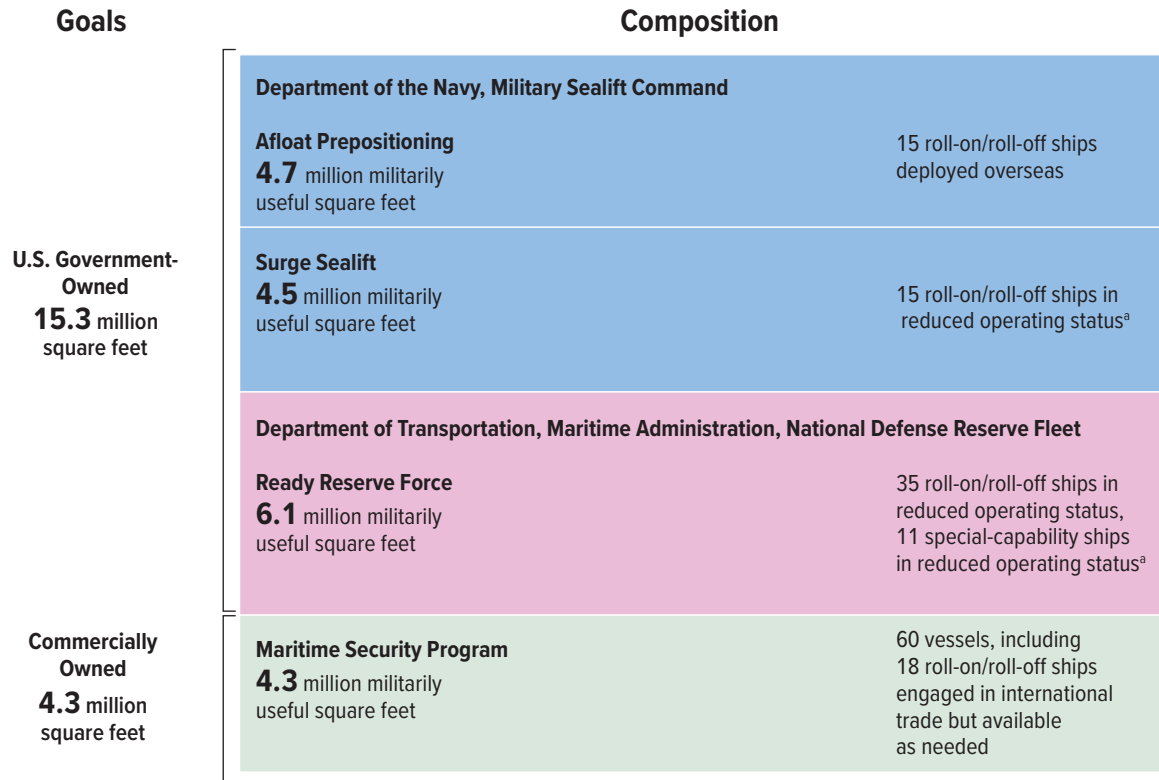 Goals
Composition
Department of the Navy, Military Sealift Command
Afloat Prepositioning
4.7 million militarily
useful square feet
15 roll-on/roll-off ships
deployed overseas
U.S. Government-
Owned
15.3 million
square feet
Surge Sealift
4.5 million militarily
useful square feet
15 roll-on/roll-off ships in
reduced operating statusᵃ
Department of Transportation, Maritime Administration, National Defense Reserve Fleet
Ready Reserve Force
6.1 million militarily
useful square feet
35 roll-on/roll-off ships in
reduced operating status,
11 special-capability ships
in reduced operating statusᵃ
Commercially
Owned
4.3 million
square feet
Maritime Security Program
4.3 million militarily
useful square feet
60 vessels, including
18 roll-on/roll-off ships
engaged in international
trade but available
as needed